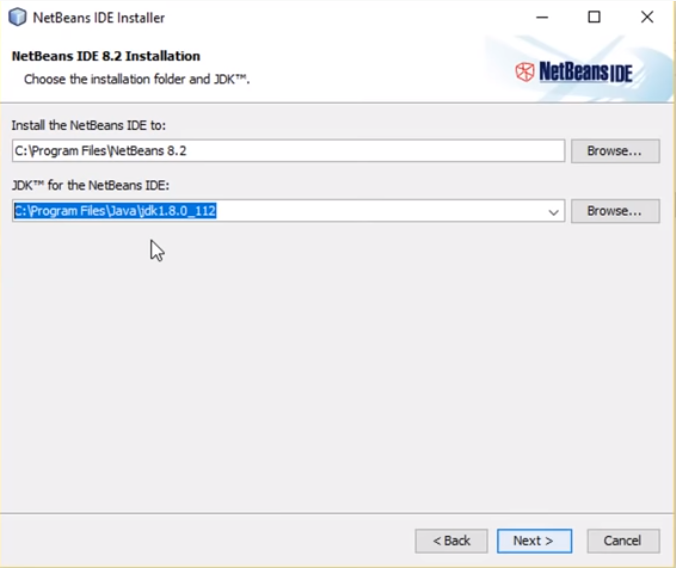 NetBeans IDE Installer
NetBeans IDE 8.2 Installation
Choose the installation folder and JDK™.
NetBeans IDE
Install the NetBeans IDE to:
C:\Program Files\NetBeans 8.2
Browse...
JDK™ for the NetBeans IDE:
C:\Program Files\Java\jdk1.8.0_112
Browse...
< Back
Next >
Cancel